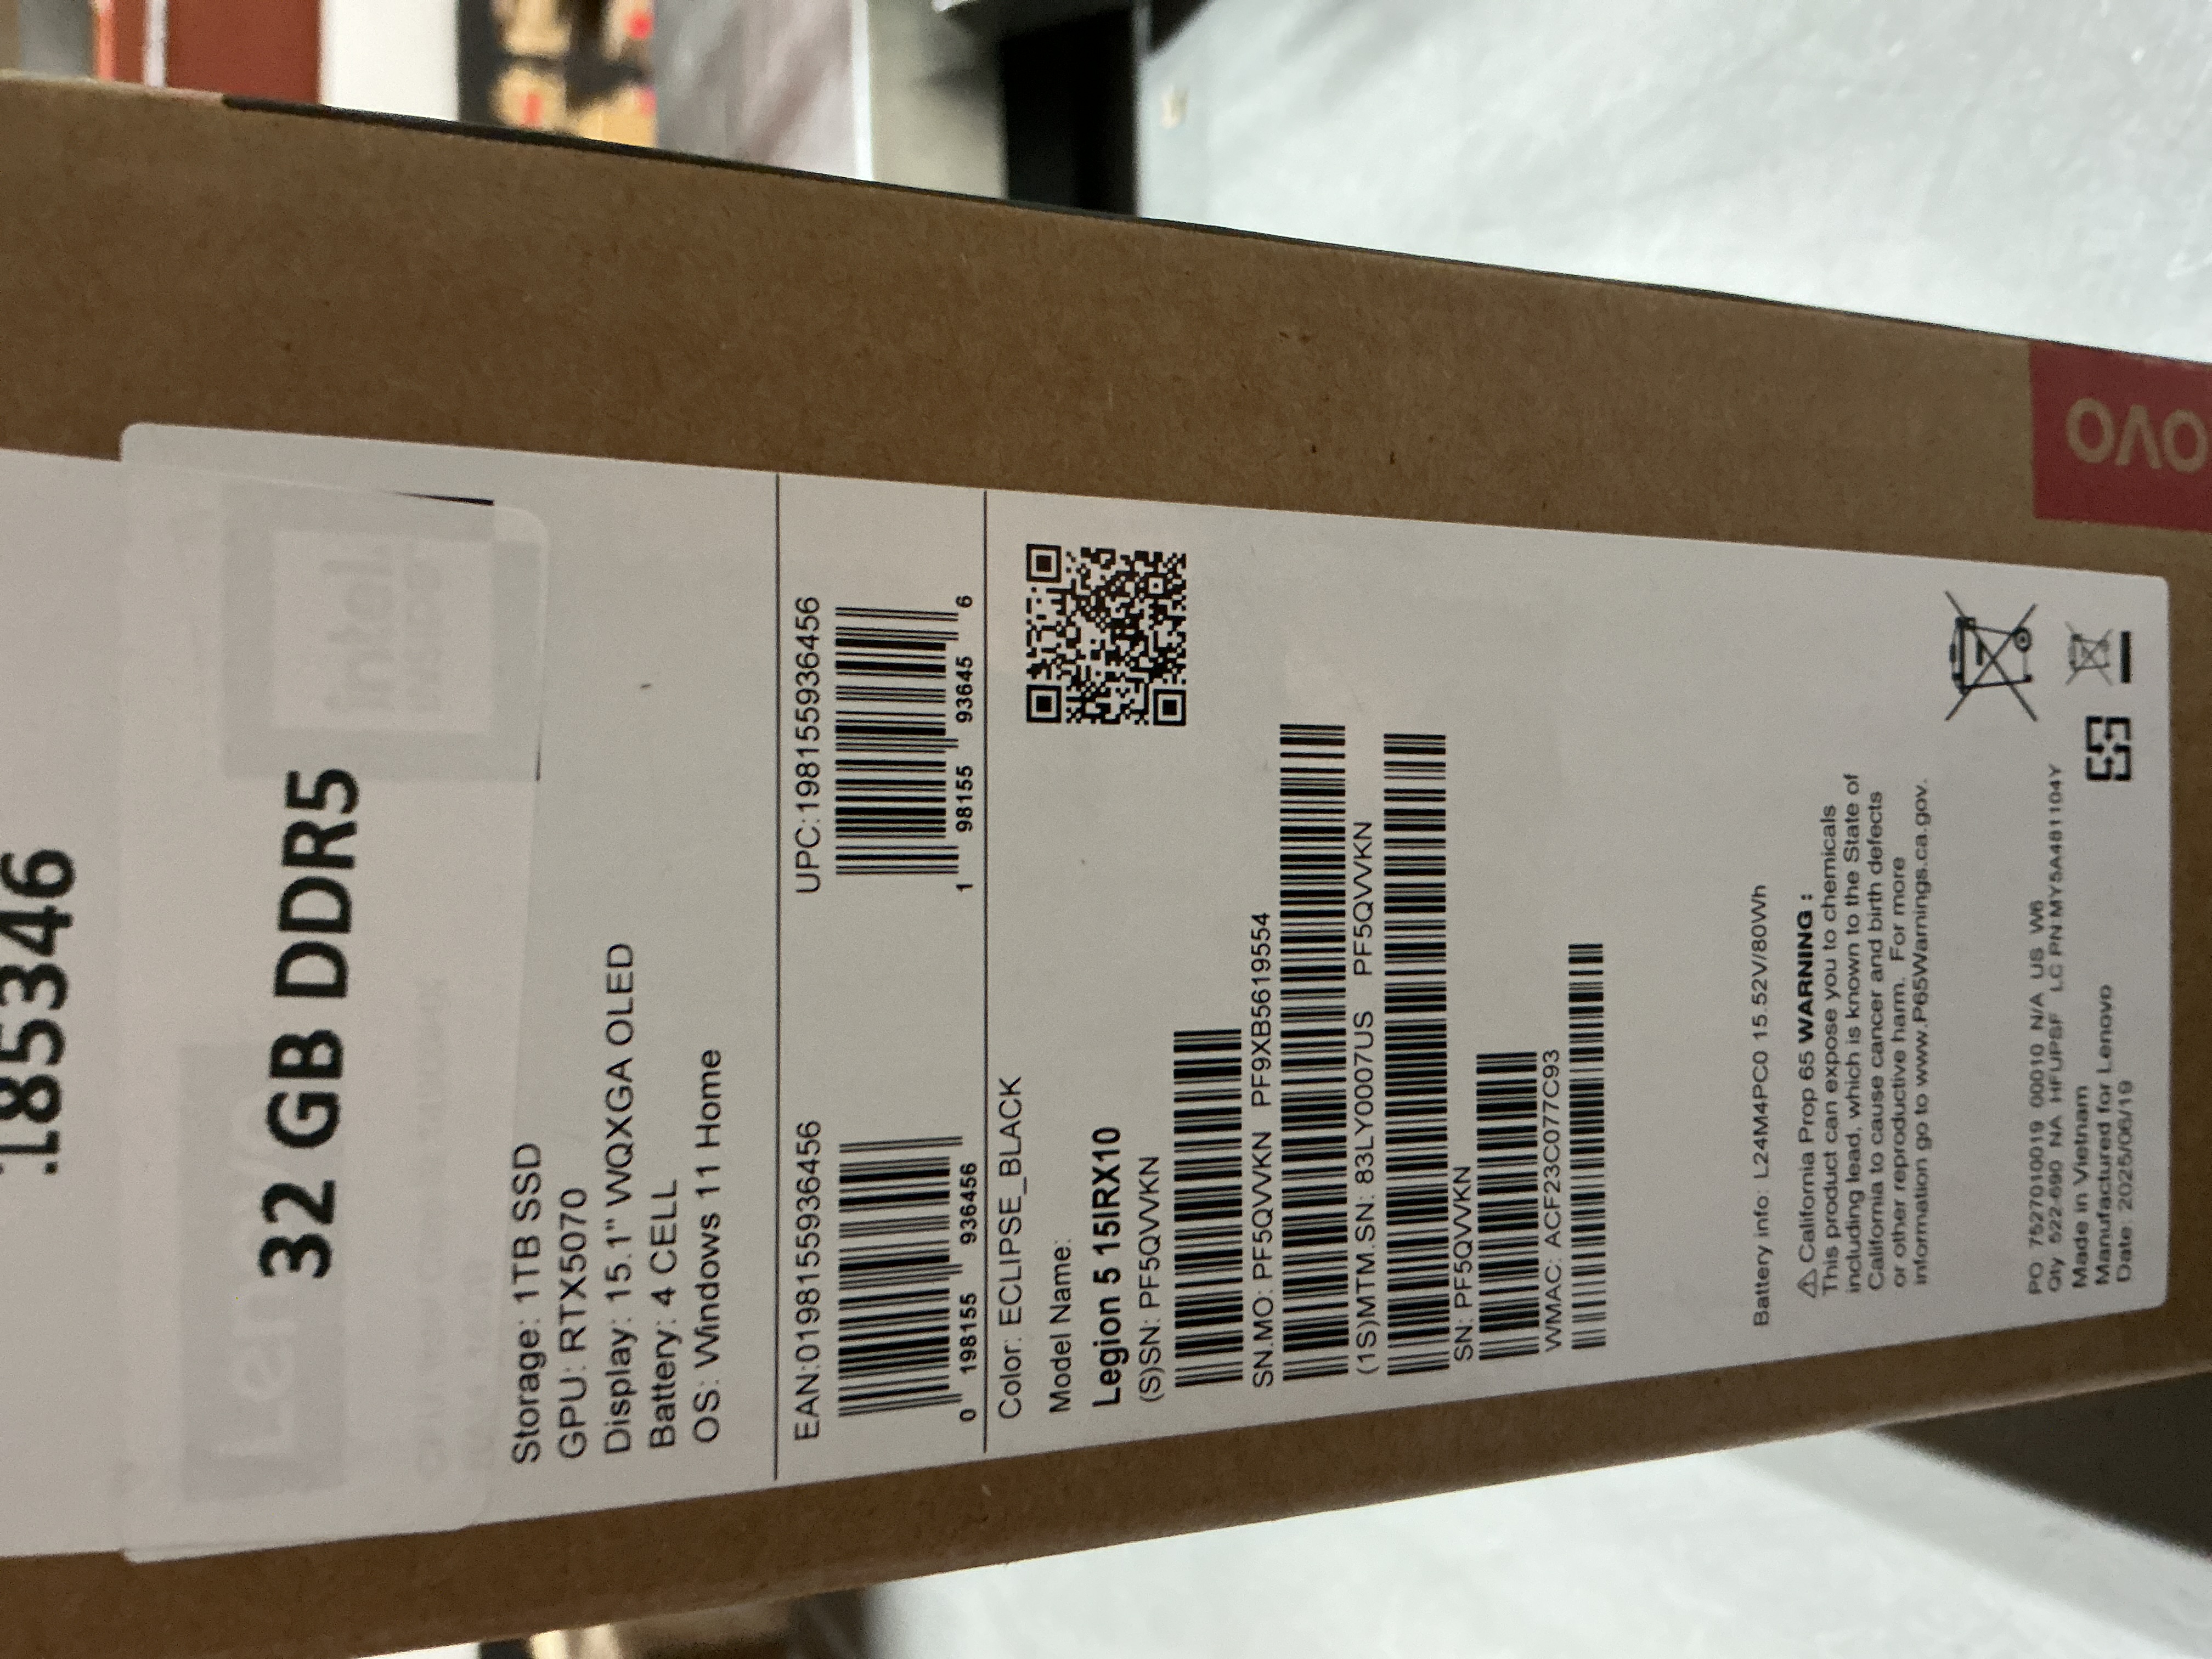 .185346
32 GB DDR5
Storage: 1TB SSD
GPU: RTX5070
Display: 15.1" WQXGA OLED
Battery: 4 CELL
OS: Windows 11 Home
EAN:0198155936456
0 198155 936456
UPC:198155936456
1 98155 93645 6
Color: ECLIPSE_BLACK
Model Name:
Legion 5 15IRX10
(S)SN: PF5QVVKN
SN.MO: PF5QVVKN PF9XB5619554
(1S)MTM.SN: 83LY0007US PF5QVVKN
SN: PF5QVVKN
WMAC: ACF23C077C93
Battery info: L24M4PC0 15.52V/80Wh
⚠ California Prop 65 WARNING :
This product can expose you to chemicals
including lead, which is known to the State of
California to cause cancer and birth defects
or other reproductive harm. For more
information go to www.P65Warnings.ca.gov.
PO 7527010019 00010 N/A US W6
Qty 522-690 NA HFUPSF LC PN:MY5A481104Y
Made in Vietnam
Manufactured for Lenovo
Date: 2025/06/19
ovo